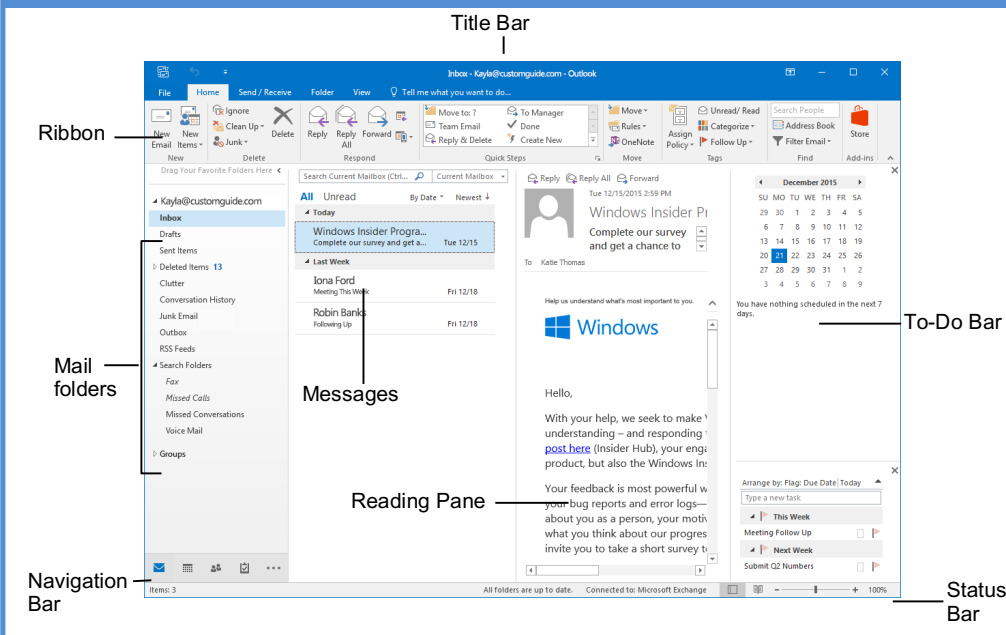 Title Bar
Inbox - Kayla@customguide.com - Outlook
File Home Send / Receive Folder View Tell me what you want to do...
Ribbon
New Email
New Items
New
Ignore
Clean Up
Junk
Delete
Delete
Reply
Reply All
Forward
Respond
Move to: ?
Team Email
Reply & Delete
To Manager
Done
Create New
Quick Steps
Move
Rules
OneNote
Move
Assign Policy
Unread/ Read
Categorize
Follow Up
Tags
Search People
Address Book
Filter Email
Find
Store
Add-ins
Drag Your Favorite Folders Here
Kayla@customguide.com
Inbox
Drafts
Sent Items
Deleted Items 13
Clutter
Conversation History
Junk Email
Outbox
RSS Feeds
Search Folders
Fax
Missed Calls
Missed Conversations
Voice Mail
Groups
Mail
folders
Navigation
Bar
Search Current Mailbox (Ctrl... Current Mailbox
All Unread By Date Newest
Today
Windows Insider Progra...
Complete our survey and get a... Tue 12/15
Last Week
Iona Ford
Meeting This Week Fri 12/18
Robin Banks
Following Up Fri 12/18
Messages
Reply Reply All Forward
Tue 12/15/2015 2:59 PM
Windows Insider Pr
Complete our survey
and get a chance to
To Katie Thomas
Help us understand what's most important to you.
Windows
Hello,
With your help, we seek to make
understanding – and responding
post here (Insider Hub), your enga
product, but also the Windows Ins
Your feedback is most powerful w
your bug reports and error logs—
about you as a person, your motiv
what you think about our progres
invite you to take a short survey t
Reading Pane
December 2015
SU MO TU WE TH FR SA
29 30 1 2 3 4 5
6 7 8 9 10 11 12
13 14 15 16 17 18 19
20 21 22 23 24 25 26
27 28 29 30 31 1 2
3 4 5 6 7 8 9
You have nothing scheduled in the next 7
days.
To-Do Bar
Arrange by: Flag: Due Date Today
Type a new task
This Week
Meeting Follow Up
Next Week
Submit Q2 Numbers
Items: 3 All folders are up to date. Connected to: Microsoft Exchange 100%
Status
Bar